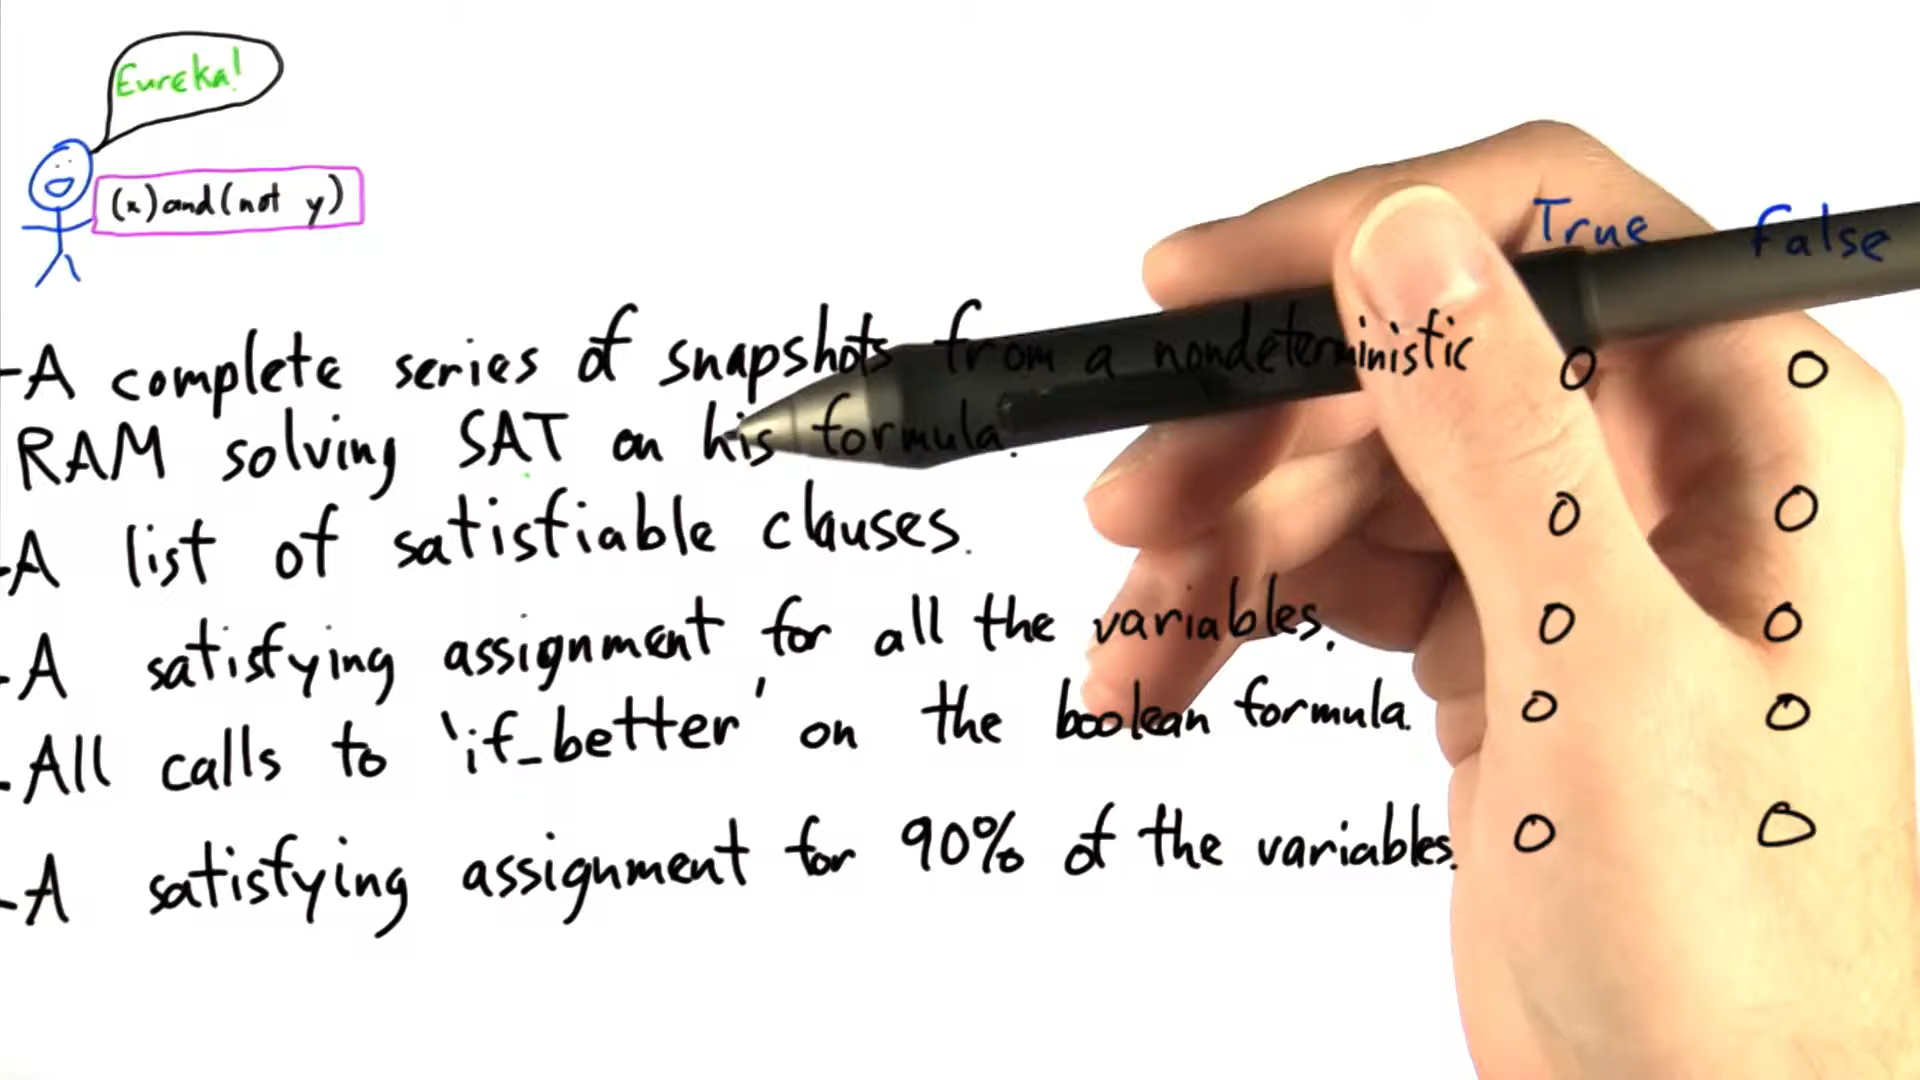 Eureka!
(x)and(not y)
True False
-A complete series of snapshots from a nondeterministic
RAM solving SAT on his formula.
-A list of satisfiable clauses.
-A satisfying assignment for all the variables.
-All calls to 'if_better' on the boolean formula.
-A satisfying assignment for 90% of the variables.